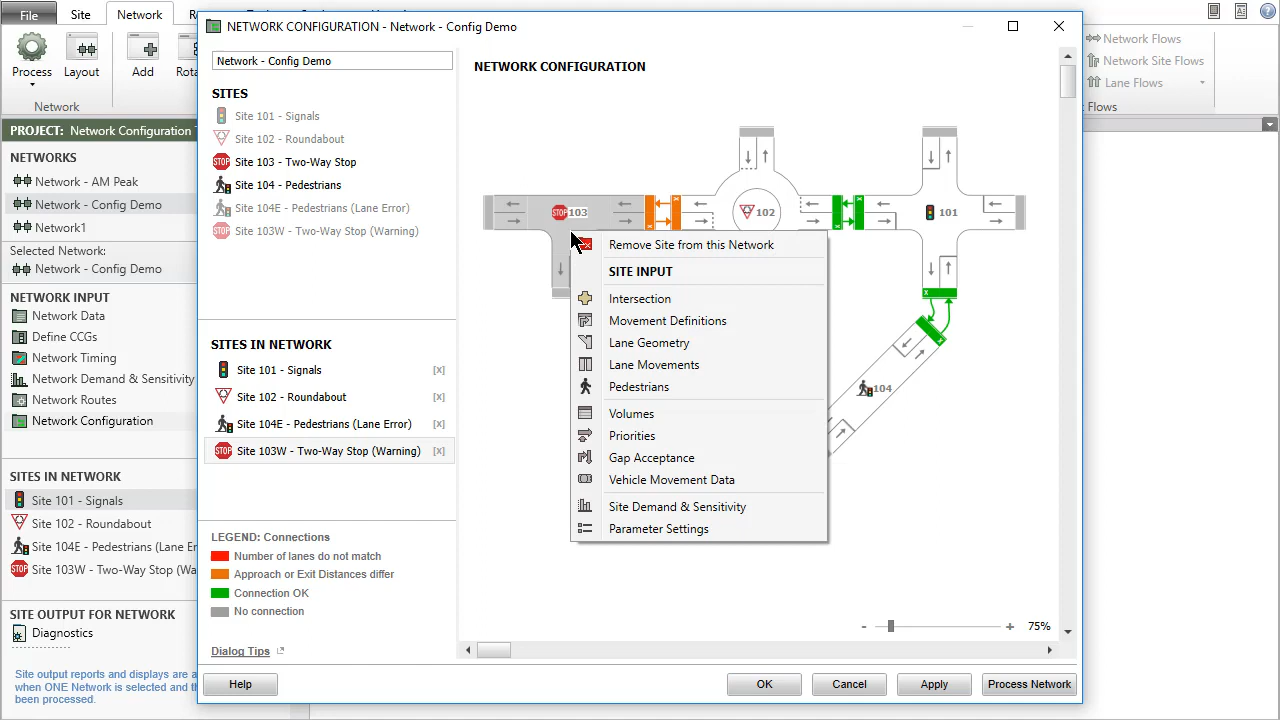 File
Site
Network
NETWORK CONFIGURATION - Network - Config Demo
Process
Layout
Add
Network
Network Flows
Network Site Flows
Lane Flows
Flows
PROJECT: Network Configuration
NETWORKS
Network - AM Peak
Network - Config Demo
Network1
Selected Network:
Network - Config Demo
NETWORK INPUT
Network Data
Define CCGs
Network Timing
Network Demand & Sensitivity
Network Routes
Network Configuration
SITES IN NETWORK
Site 101 - Signals
Site 102 - Roundabout
Site 104E - Pedestrians (Lane Er
Site 103W - Two-Way Stop (Wa
SITE OUTPUT FOR NETWORK
Diagnostics
Site output reports and displays are a
when ONE Network is selected and th
been processed.
Network - Config Demo
SITES
Site 101 - Signals
Site 102 - Roundabout
STOP Site 103 - Two-Way Stop
Site 104 - Pedestrians
Site 104E - Pedestrians (Lane Error)
STOP Site 103W - Two-Way Stop (Warning)
SITES IN NETWORK
Site 101 - Signals [X]
Site 102 - Roundabout [X]
Site 104E - Pedestrians (Lane Error) [X]
STOP Site 103W - Two-Way Stop (Warning) [X]
LEGEND: Connections
Number of lanes do not match
Approach or Exit Distances differ
Connection OK
No connection
Dialog Tips
NETWORK CONFIGURATION
STOP 103
102
101
104
Remove Site from this Network
SITE INPUT
Intersection
Movement Definitions
Lane Geometry
Lane Movements
Pedestrians
Volumes
Priorities
Gap Acceptance
Vehicle Movement Data
Site Demand & Sensitivity
Parameter Settings
- + 75%
Help
OK
Cancel
Apply
Process Network